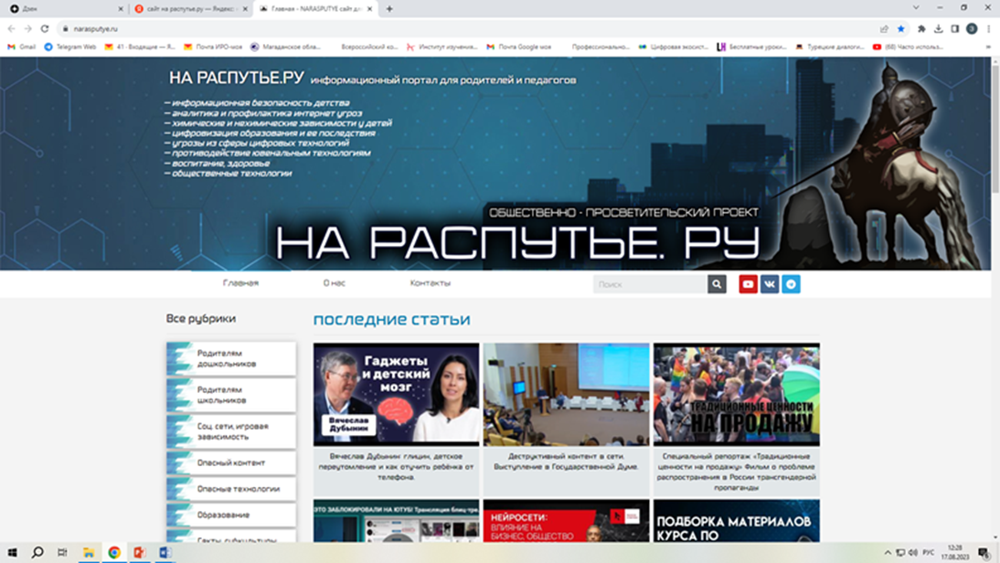 Дзен
сайт на распутье.ру — Яндекс:
Главная - NARASPUTYE сайт для
narasputye.ru
Gmail
Telegram Web
41 · Входящие — Я...
Почта ИРО-моя
Магаданское обла...
Всероссийский ко...
Институт изучени...
Почта Google моя
Профессионально...
Цифровая экосист...
Бесплатные уроки...
Турецкие диалоги...
(68) Часто использ...
НА РАСПУТЬЕ.РУ информационный портал для родителей и педагогов
— информационная безопасность детства
— аналитика и профилактика интернет угроз
— химические и нехимические зависимости у детей
— цифровизация образования и ее последствия
— угрозы из сферы цифровых технологий
— противодействие ювенальным технологиям
— воспитание, здоровье
— общественные технологии
ОБЩЕСТВЕННО - ПРОСВЕТИТЕЛЬСКИЙ ПРОЕКТ
НА РАСПУТЬЕ. РУ
Главная
О нас
Контакты
Поиск
Все рубрики
последние статьи
Родителям
дошкольников
Родителям
школьников
Соц. сети, игровая
зависимость
Опасный контент
Опасные технологии
Образование
Секты, субкультуры
Гаджеты
и детский
мозг
Вячеслав
Дубынин
Вячеслав Дубынин: глицин, детское
переутомление и как отучить ребёнка от
телефона.
Деструктивный контент в сети.
Выступление в Государственной Думе.
ТРАДИЦИОННЫЕ ЦЕННОСТИ
НА ПРОДАЖУ
Специальный репортаж «Традиционные
ценности на продажу» Фильм о проблеме
распространения в России трансгендерной
пропаганды
ЭТО ЗАБЛОКИРОВАЛИ НА ЮТУБ! Трансляция блиц-тре
НЕЙРОСЕТИ:
ВЛИЯНИЕ НА
БИЗНЕС, ОБЩЕСТВО
ПОДБОРКА МАТЕРИАЛОВ
КУРСА ПО
РУС
12:28
17.08.2023